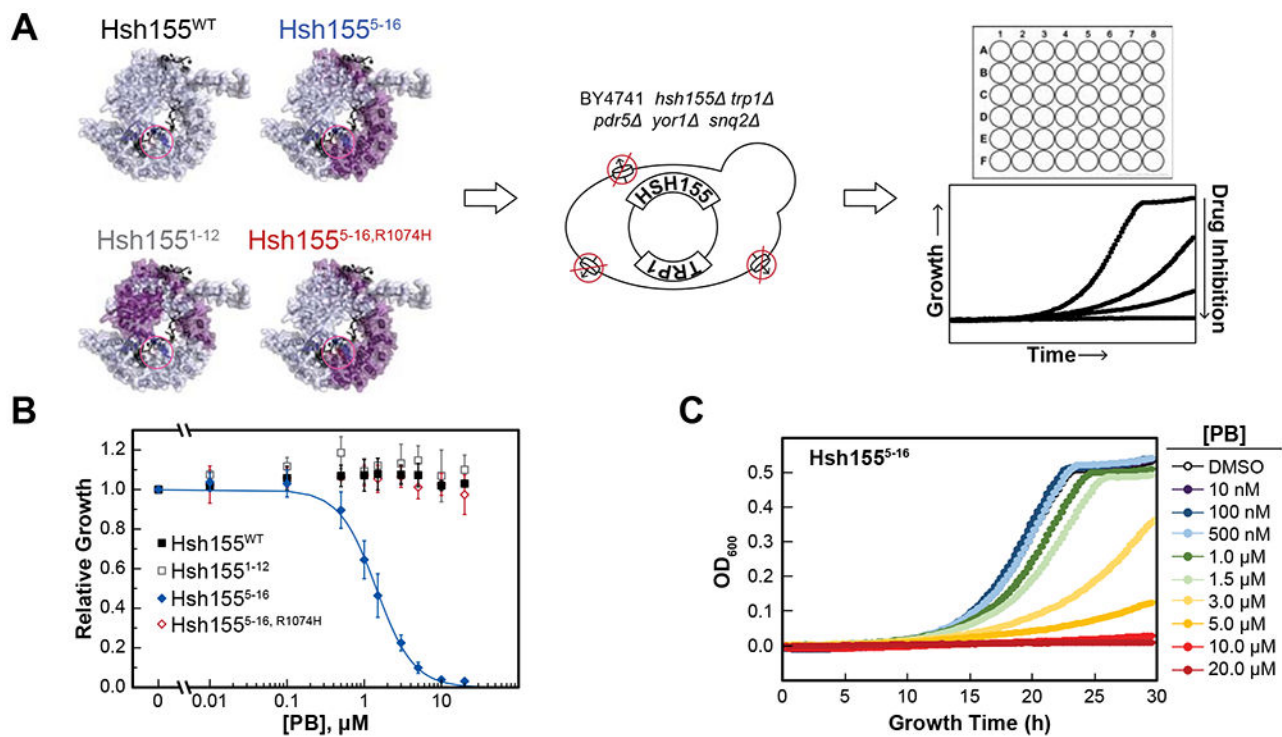 A
Hsh155WT
Hsh1555-16
Hsh1551-12
Hsh1555-16,R1074H
BY4741 hsh155Δ trp1Δ
pdr5Δ yor1Δ snq2Δ
HSH155
TRP1
1 2 3 4 5 6 7 8
A
B
C
D
E
F
Growth
Time
Drug Inhibition
B
Relative Growth
1.2
1.0
0.8
0.6
0.4
0.2
0.0
Hsh155WT
Hsh1551-12
Hsh1555-16
Hsh1555-16, R1074H
0 0.01 0.1 1 10
[PB], µM
C
Hsh1555-16
OD600
0.5
0.4
0.3
0.2
0.1
0.0
0 5 10 15 20 25 30
Growth Time (h)
[PB]
DMSO
10 nM
100 nM
500 nM
1.0 µM
1.5 µM
3.0 µM
5.0 µM
10.0 µM
20.0 µM